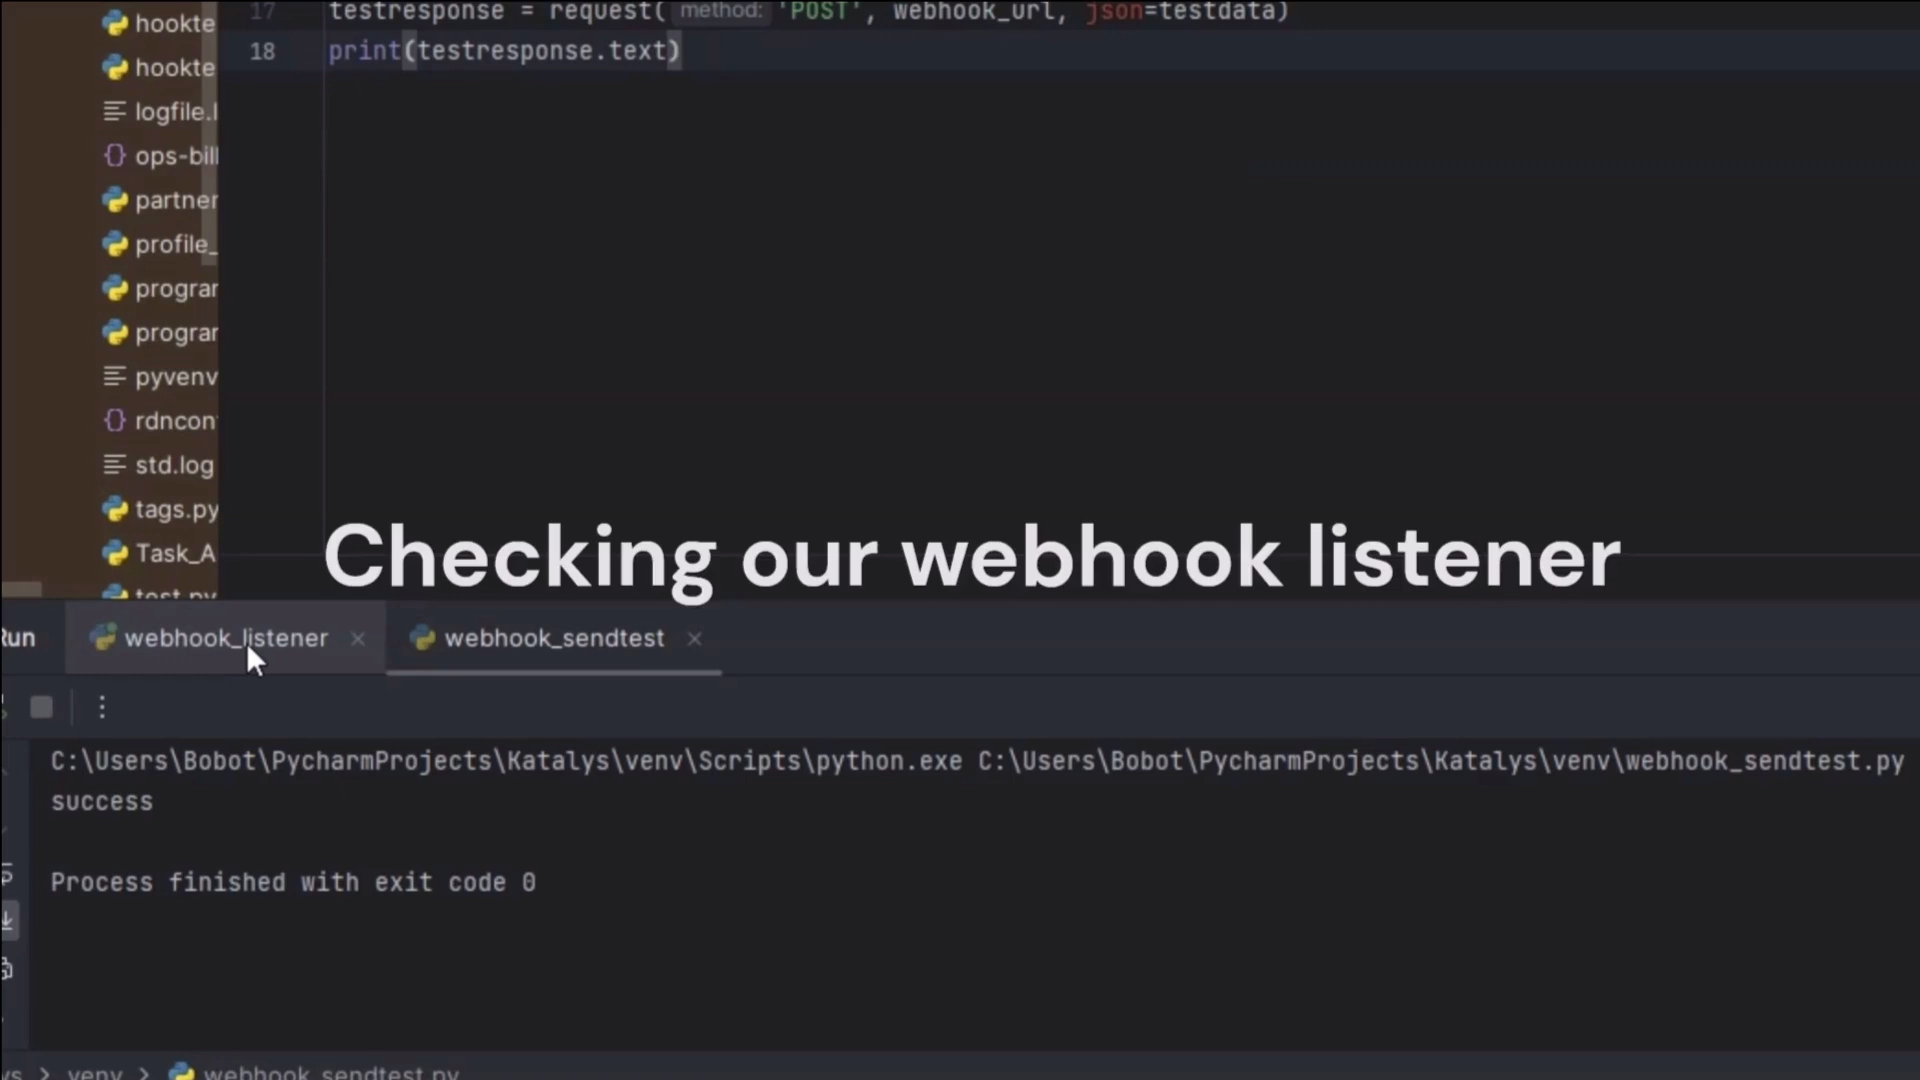 17 testresponse = request( method: 'POST', webhook_url, json=testdata)
18 print(testresponse.text)
hookte
hookte
logfile.l
ops-bill
partner
profile_
prograr
prograr
pyvenv
rdncon
std.log
tags.py
Task_A
test.py
Checking our webhook listener
Run webhook_listener webhook_sendtest
C:\Users\Bobot\PycharmProjects\Katalys\venv\Scripts\python.exe C:\Users\Bobot\PycharmProjects\Katalys\venv\webhook_sendtest.py
success
Process finished with exit code 0
ys > venv > webhook_sendtest.py